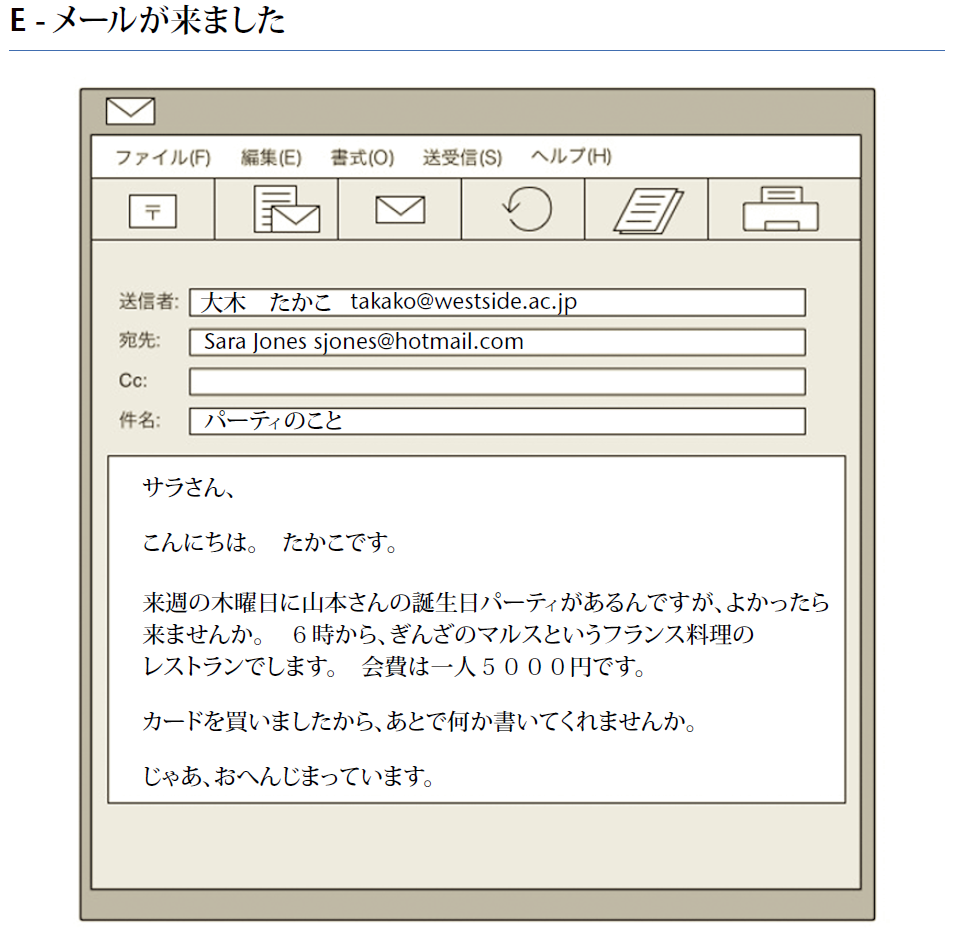 E - メールが来ました
ファイル(F) 編集(E) 書式(O) 送受信(S) ヘルプ(H)
〒
送信者: 大木　たかこ takako@westside.ac.jp
宛先: Sara Jones sjones@hotmail.com
Cc:
件名: パーティのこと
サラさん、
こんにちは。　たかこです。
来週の木曜日に山本さんの誕生日パーティがあるんですが、よかったら
来ませんか。　６時から、ぎんざのマルスというフランス料理の
レストランでします。　会費は一人５０００円です。
カードを買いましたから、あとで何か書いてくれませんか。
じゃあ、おへんじまっています。